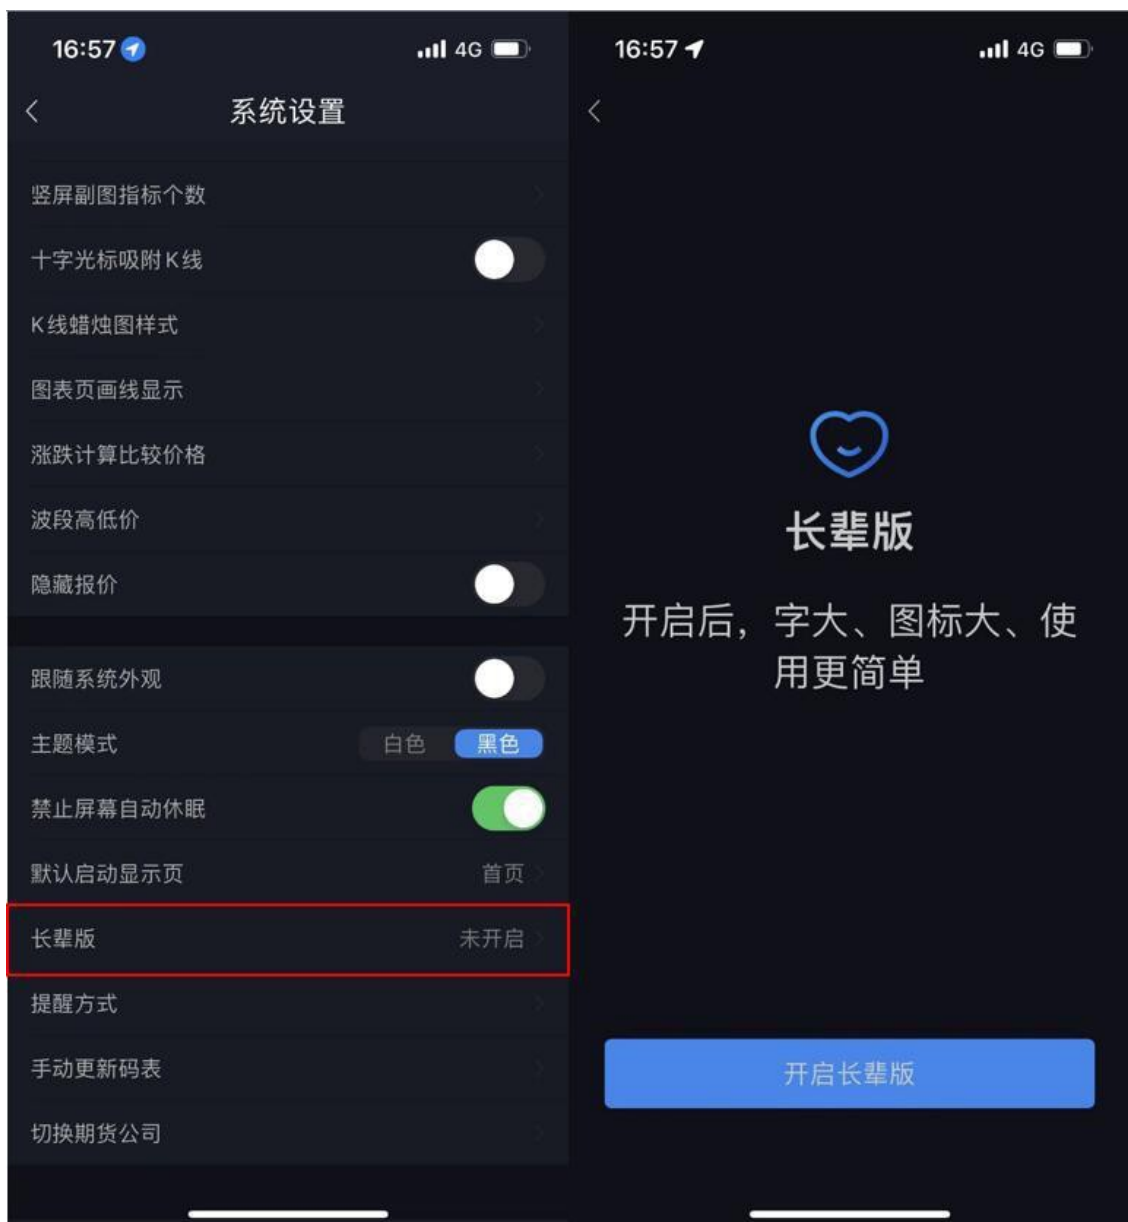 16:57
4G
系统设置
竖屏副图指标个数
十字光标吸附K线
K线蜡烛图样式
图表页画线显示
涨跌计算比较价格
波段高低价
隐藏报价
跟随系统外观
主题模式 白色 黑色
禁止屏幕自动休眠
默认启动显示页 首页
长辈版 未开启
提醒方式
手动更新码表
切换期货公司
16:57
4G
长辈版
开启后，字大、图标大、使
用更简单
开启长辈版